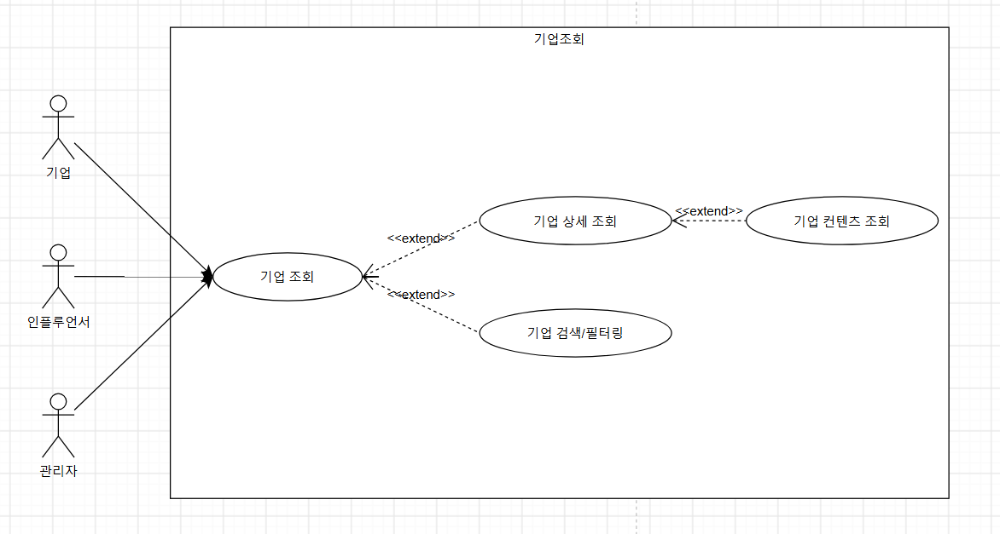 기업조회
기업
인플루언서
관리자
기업 조회
<<extend>>
<<extend>>
기업 상세 조회
<<extend>>
기업 컨텐츠 조회
기업 검색/필터링